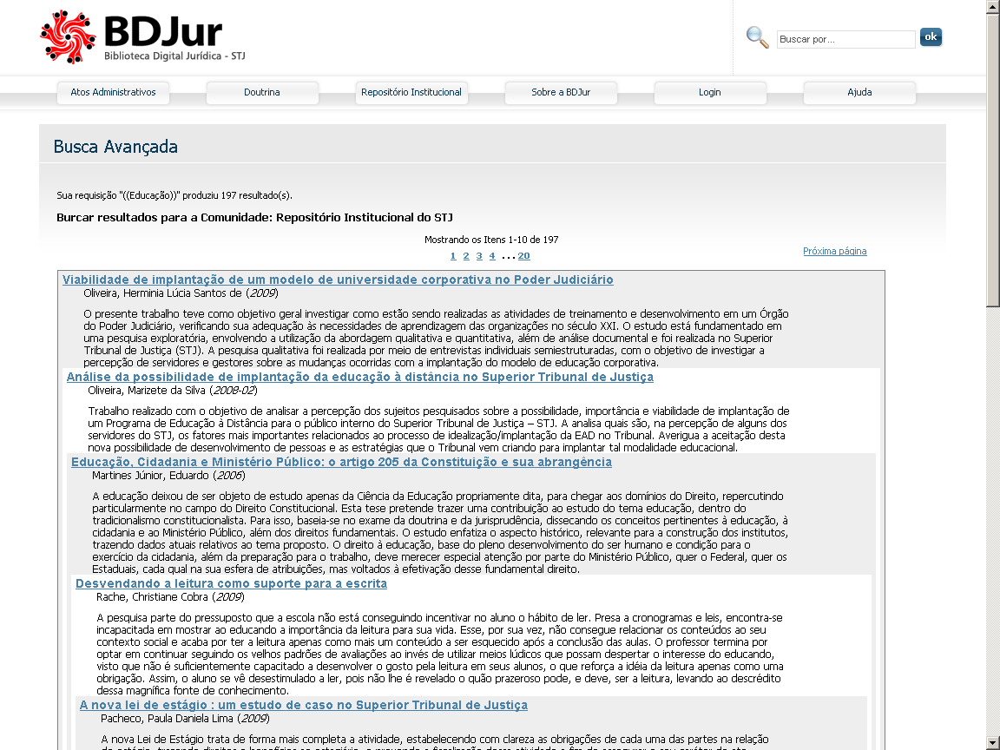 BDJur
Biblioteca Digital Jurídica - STJ
Buscar por...
ok
Atos Administrativos
Doutrina
Repositório Institucional
Sobre a BDJur
Login
Ajuda
Busca Avançada
Sua requisição "((Educação))" produziu 197 resultado(s).
Burcar resultados para a Comunidade: Repositório Institucional do STJ
Mostrando os Itens 1-10 de 197
1 2 3 4 ...20
Próxima página
Viabilidade de implantação de um modelo de universidade corporativa no Poder Judiciário
Oliveira, Herminia Lúcia Santos de (2009)
O presente trabalho teve como objetivo geral investigar como estão sendo realizadas as atividades de treinamento e desenvolvimento em um Órgão
do Poder Judiciário, verificando sua adequação às necessidades de aprendizagem das organizações no século XXI. O estudo está fundamentado em
uma pesquisa exploratória, envolvendo a utilização da abordagem qualitativa e quantitativa, além de análise documental e foi realizada no Superior
Tribunal de Justiça (STJ). A pesquisa qualitativa foi realizada por meio de entrevistas individuais semiestruturadas, com o objetivo de investigar a
percepção de servidores e gestores sobre as mudanças ocorridas com a implantação do modelo de educação corporativa.
Análise da possibilidade de implantação da educação à distância no Superior Tribunal de Justiça
Oliveira, Marizete da Silva (2008-02)
Trabalho realizado com o objetivo de analisar a percepção dos sujeitos pesquisados sobre a possibilidade, importância e viabilidade de implantação de
um Programa de Educação à Distância para o público interno do Superior Tribunal de Justiça – STJ. A analisa quais são, na percepção de alguns dos
servidores do STJ, os fatores mais importantes relacionados ao processo de idealização/implantação da EAD no Tribunal. Averigua a aceitação desta
nova possibilidade de desenvolvimento de pessoas e as estratégias que o Tribunal vem criando para implantar tal modalidade educacional.
Educação, Cidadania e Ministério Público: o artigo 205 da Constituição e sua abrangência
Martines Júnior, Eduardo (2006)
A educação deixou de ser objeto de estudo apenas da Ciência da Educação propriamente dita, para chegar aos domínios do Direito, repercutindo
particularmente no campo do Direito Constitucional. Esta tese pretende trazer uma contribuição ao estudo do tema educação, dentro do
tradicionalismo constitucionalista. Para isso, baseia-se no exame da doutrina e da jurisprudência, dissecando os conceitos pertinentes à educação, à
cidadania e ao Ministério Público, além dos direitos fundamentais. O estudo enfatiza o aspecto histórico, relevante para a construção dos institutos,
trazendo dados atuais relativos ao tema proposto. O direito à educação, base do pleno desenvolvimento do ser humano e condição para o
exercício da cidadania, além da preparação para o trabalho, deve merecer especial atenção por parte do Ministério Público, quer o Federal, quer os
Estaduais, cada qual na sua esfera de atribuições, mas voltados à efetivação desse fundamental direito.
Desvendando a leitura como suporte para a escrita
Rache, Christiane Cobra (2009)
A pesquisa parte do pressuposto que a escola não está conseguindo incentivar no aluno o hábito de ler. Presa a cronogramas e leis, encontra-se
incapacitada em mostrar ao educando a importância da leitura para sua vida. Esse, por sua vez, não consegue relacionar os conteúdos ao seu
contexto social e acaba por ter a leitura apenas como mais um conteúdo a ser esquecido após a conclusão das aulas. O professor termina por
optar em continuar seguindo os velhos padrões de avaliações ao invés de utilizar meios lúdicos que possam despertar o interesse do educando,
visto que não é suficientemente capacitado a desenvolver o gosto pela leitura em seus alunos, o que reforça a idéia da leitura apenas como uma
obrigação. Assim, o aluno se vê desestimulado a ler, pois não lhe é revelado o quão prazeroso pode, e deve, ser a leitura, levando ao descrédito
dessa magnífica fonte de conhecimento.
A nova lei de estágio : um estudo de caso no Superior Tribunal de Justiça
Pacheco, Paula Daniela Lima (2009)
A nova Lei de Estágio trata de forma mais completa a atividade, estabelecendo com clareza as obrigações de cada uma das partes na relação